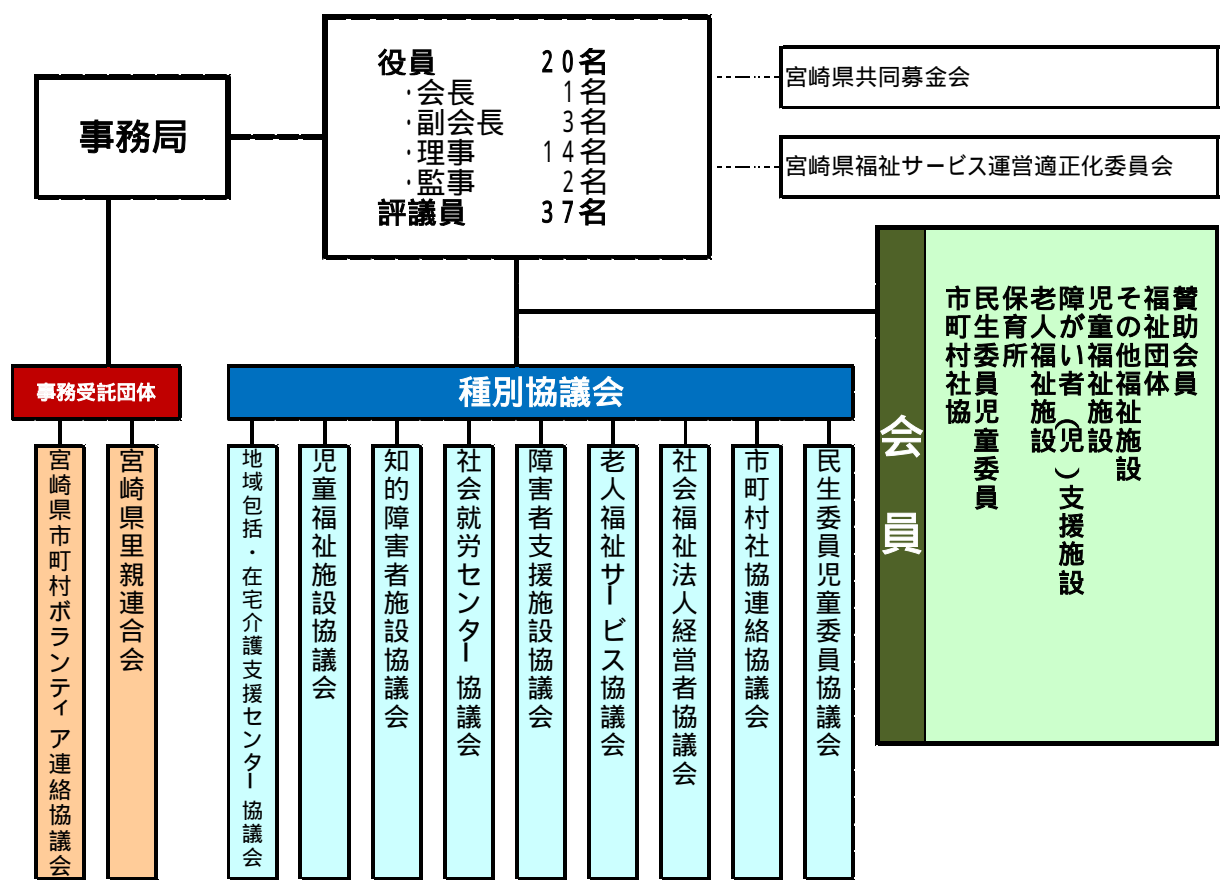 役員 20名
・会長 1名
・副会長 3名
・理事 14名
・監事 2名
評議員 37名
事務局
宮崎県共同募金会
宮崎県福祉サービス運営適正化委員会
会員
賛助会員
福祉団体
その他福祉施設
児童福祉施設
障がい者（児）支援施設
老人福祉施設
保育所
民生委員児童委員
市町村社協
事務受託団体
種別協議会
民生委員児童委員協議会
市町村社協連絡協議会
社会福祉法人経営者協議会
老人福祉サービス協議会
障害者支援施設協議会
社会就労センター協議会
知的障害者施設協議会
児童福祉施設協議会
地域包括・在宅介護支援センター協議会
宮崎県里親連合会
宮崎県市町村ボランティア連絡協議会